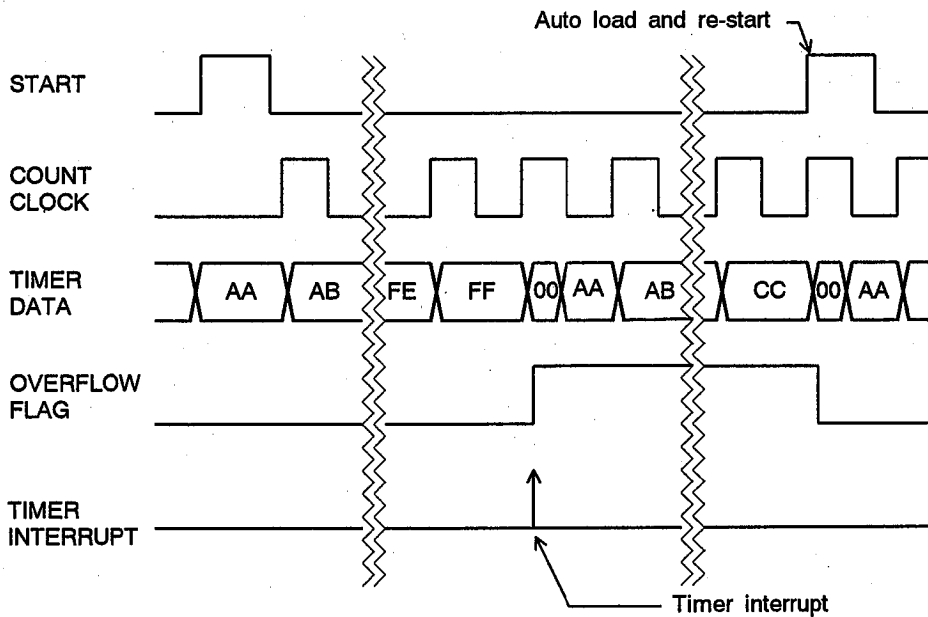 Auto load and re-start
START
COUNT
CLOCK
TIMER
DATA
AA AB FE FF 00 AA AB CC 00 AA
OVERFLOW
FLAG
TIMER
INTERRUPT
Timer interrupt